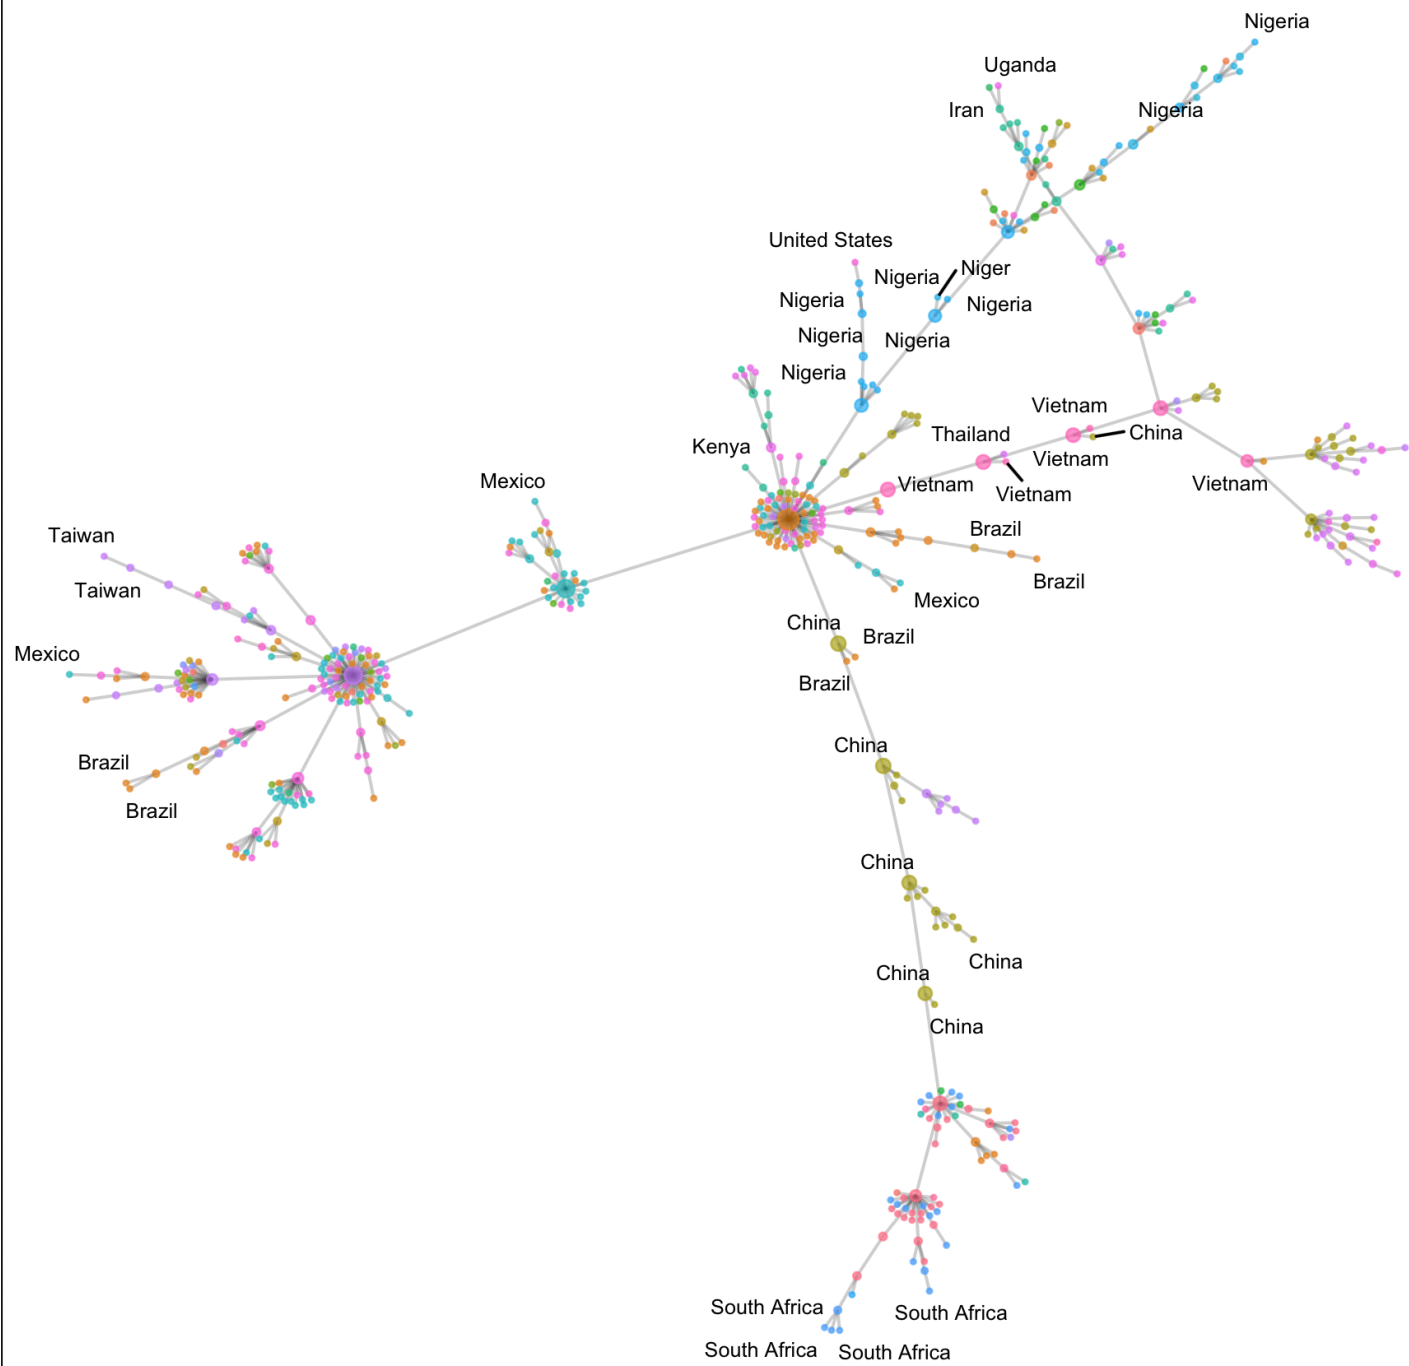 Nigeria
Uganda
Iran
Nigeria
United States
Niger
Nigeria
Nigeria
Nigeria
Nigeria
Nigeria
Nigeria
Vietnam
Thailand
China
Kenya
Vietnam
Mexico
Vietnam
Vietnam
Vietnam
Taiwan
Brazil
Brazil
Taiwan
Mexico
China
Brazil
Mexico
Brazil
China
Brazil
Brazil
China
China
China
China
South Africa
South Africa
South Africa
South Africa